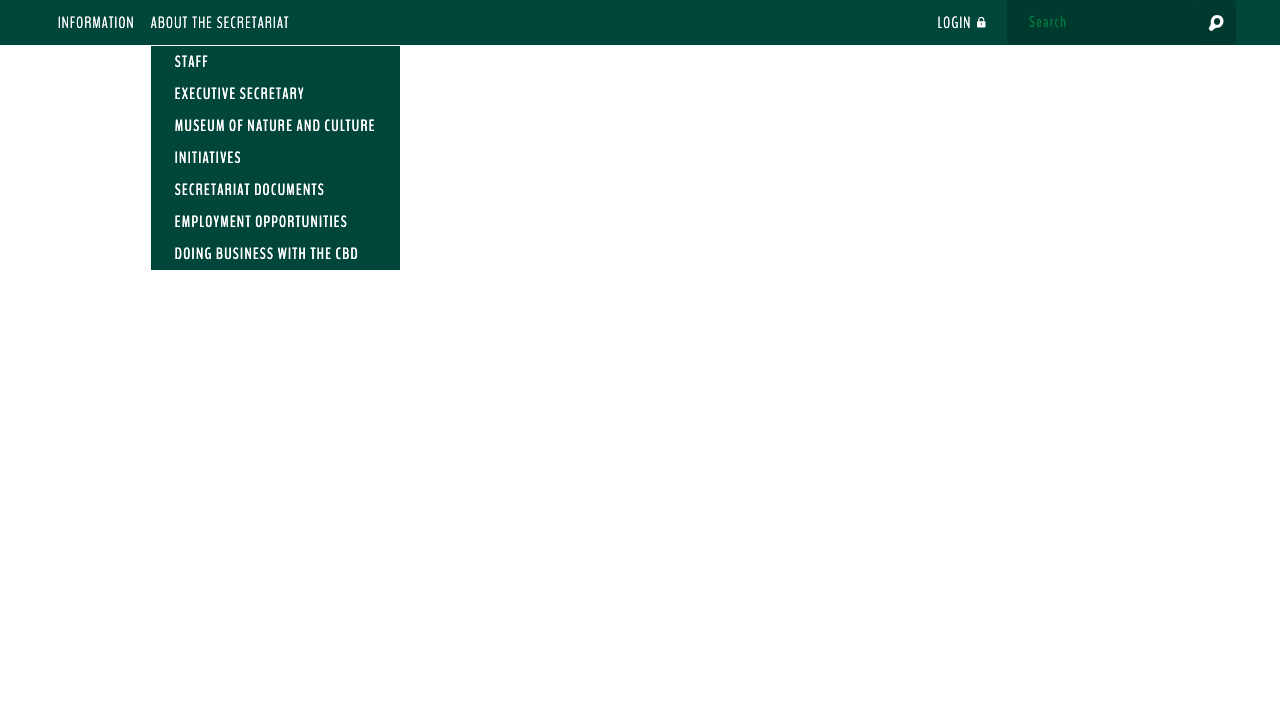 INFORMATION ABOUT THE SECRETARIAT LOGIN Search
STAFF
EXECUTIVE SECRETARY
MUSEUM OF NATURE AND CULTURE
INITIATIVES
SECRETARIAT DOCUMENTS
EMPLOYMENT OPPORTUNITIES
DOING BUSINESS WITH THE CBD